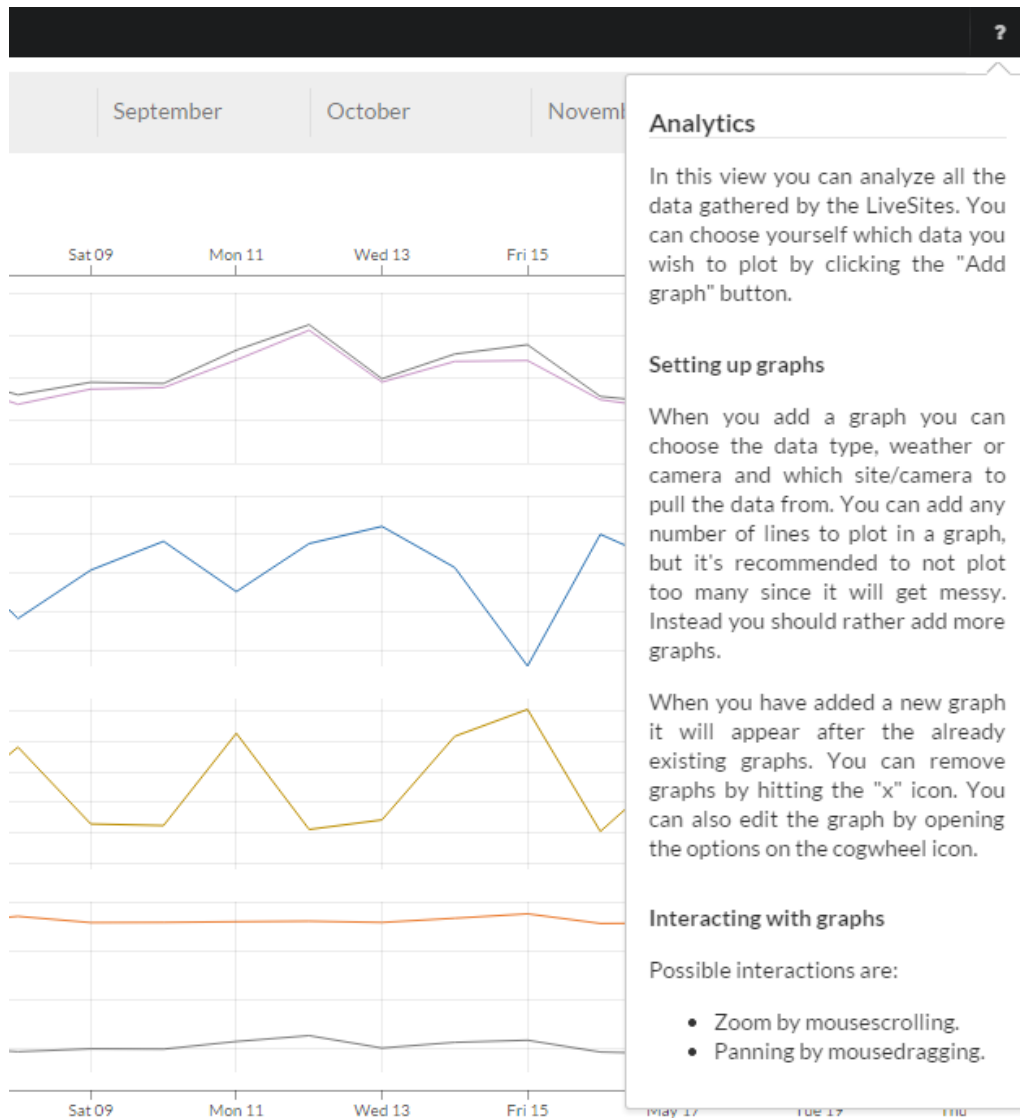 ?
September October Novemb
Analytics
In this view you can analyze all the
data gathered by the LiveSites. You
can choose yourself which data you
wish to plot by clicking the "Add
graph" button.
Sat 09 Mon 11 Wed 13 Fri 15
Setting up graphs
When you add a graph you can
choose the data type, weather or
camera and which site/camera to
pull the data from. You can add any
number of lines to plot in a graph,
but it's recommended to not plot
too many since it will get messy.
Instead you should rather add more
graphs.
When you have added a new graph
it will appear after the already
existing graphs. You can remove
graphs by hitting the "x" icon. You
can also edit the graph by opening
the options on the cogwheel icon.
Interacting with graphs
Possible interactions are:
• Zoom by mousescrolling.
• Panning by mousedragging.
Sat 09 Mon 11 Wed 13 Fri 15 May 17 Tue 19 Thu